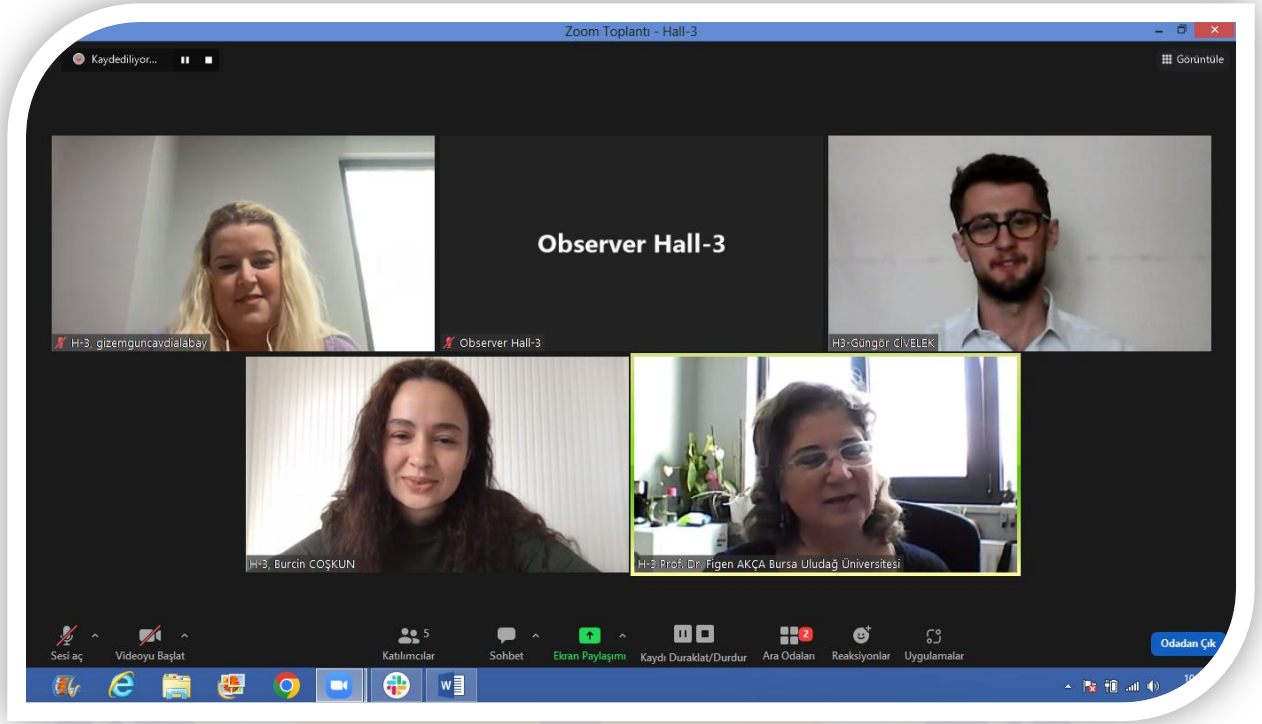 Zoom Toplantı - Hall-3
Kaydediliyor...
Görüntüle
Observer Hall-3
H-3, gizemguncavdialabay
Observer Hall-3
H3-Güngör CİVELEK
H-3, Burcin COŞKUN
H-3 Prof. Dr. Figen AKÇA Bursa Uludağ Üniversitesi
5
2
Sesi aç
Videoyu Başlat
Katılımcılar
Sohbet
Ekran Paylaşımı
Kaydı Duraklat/Durdur
Ara Odaları
Reaksiyonlar
Uygulamalar
Odadan Çık